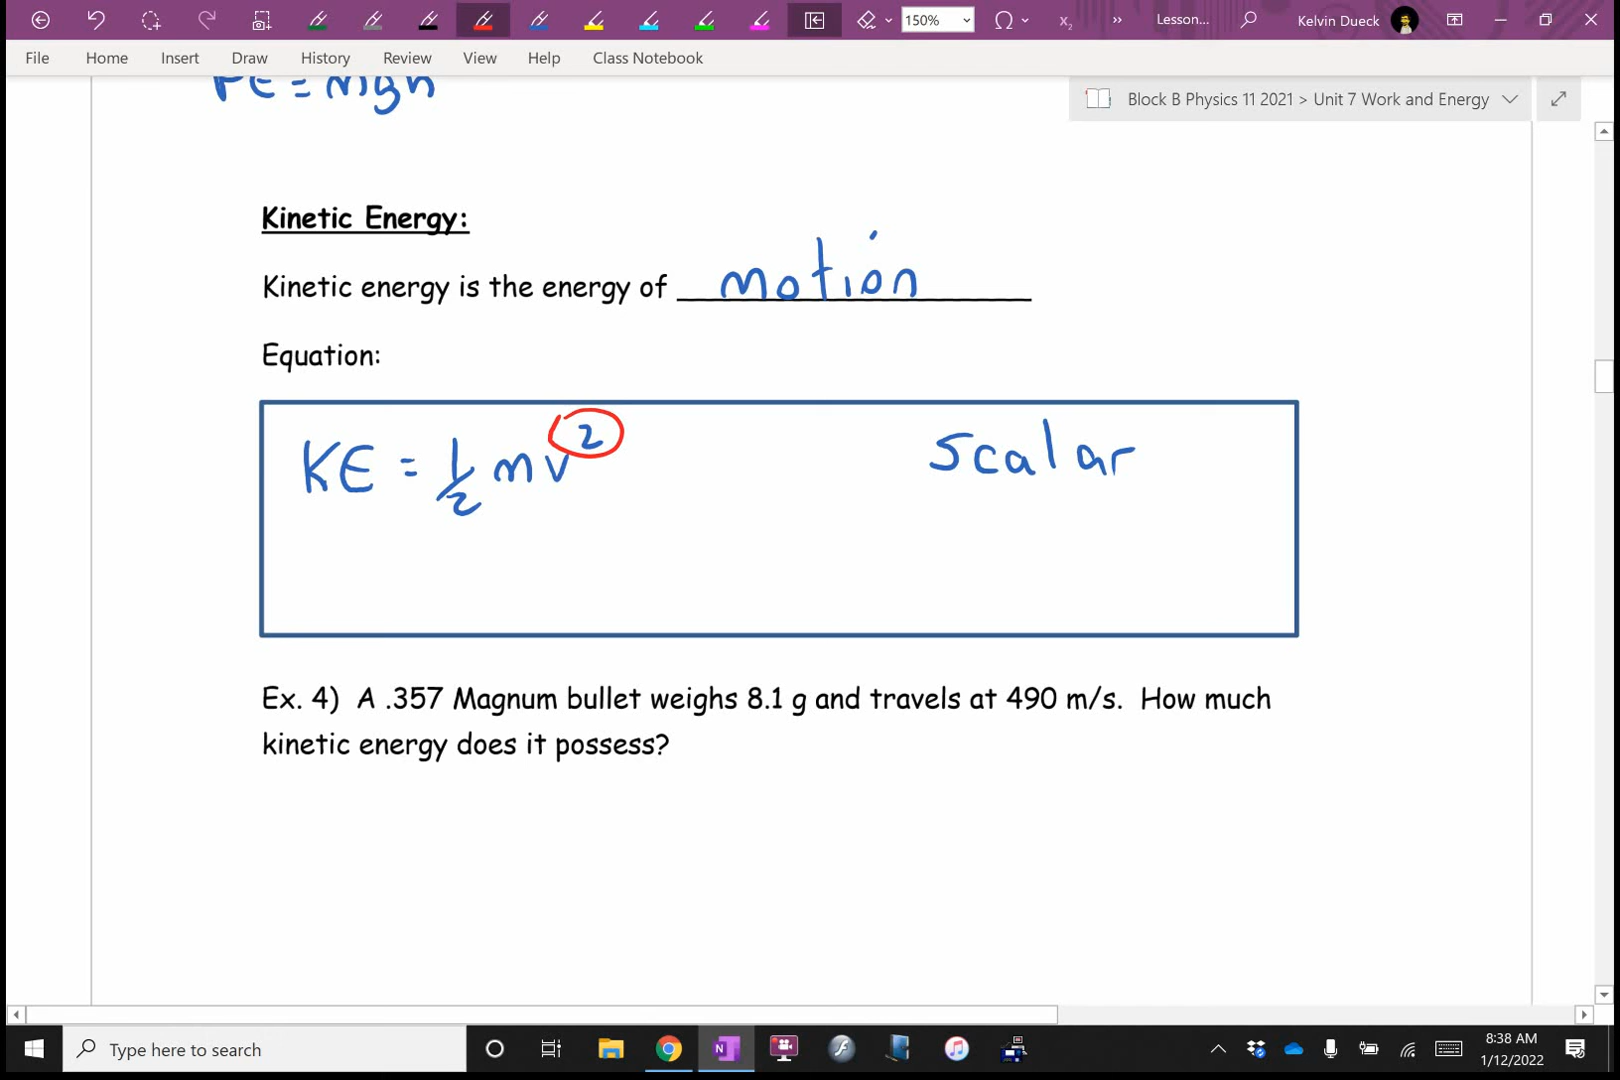 150%
Lesson...
Kelvin Dueck
File Home Insert Draw History Review View Help Class Notebook
PE = mgh
Block B Physics 11 2021 > Unit 7 Work and Energy
Kinetic Energy:
Kinetic energy is the energy of motion
Equation:
KE = 1/2 mv² scalar
Ex. 4) A .357 Magnum bullet weighs 8.1 g and travels at 490 m/s. How much
kinetic energy does it possess?
Type here to search
8:38 AM
1/12/2022